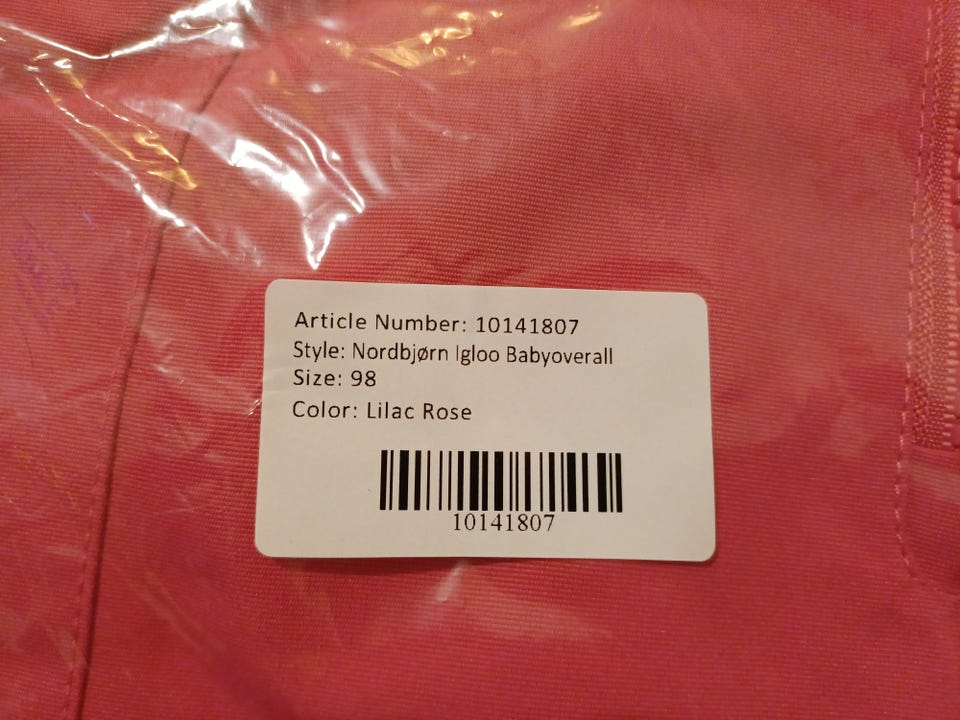 Article Number: 10141807
Style: Nordbjørn Igloo Babyoverall
Size: 98
Color: Lilac Rose
10141807